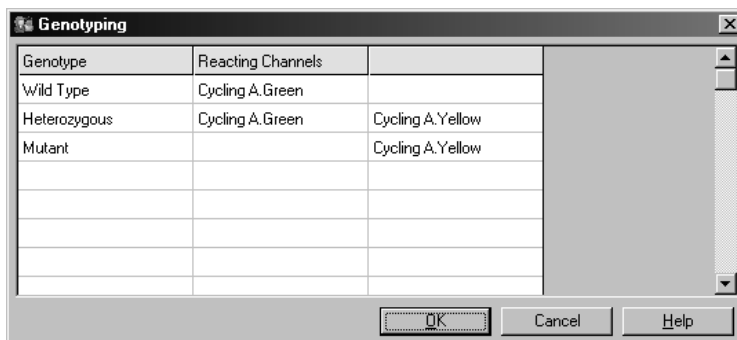 Genotyping
Genotype Reacting Channels
Wild Type Cycling A.Green
Heterozygous Cycling A.Green Cycling A.Yellow
Mutant Cycling A.Yellow
OK Cancel Help